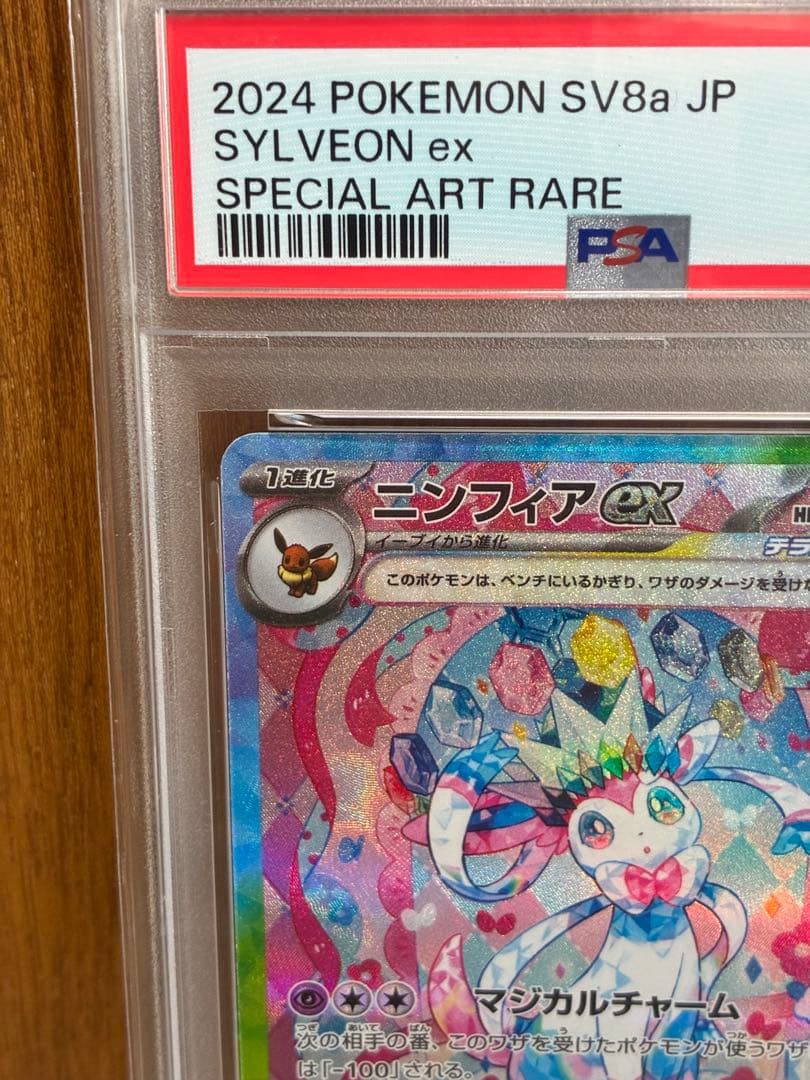 2024 POKEMON SV8a JP
SYLVEON ex
SPECIAL ART RARE
PSA
1進化
ニンフィアex
イーブイから進化
テラ
このポケモンは、ベンチにいるかぎり、ワザのダメージを受けな
マジカルチャーム
次の相手の番、このワザを受けたポケモンが使うワザ
は「-100」される。